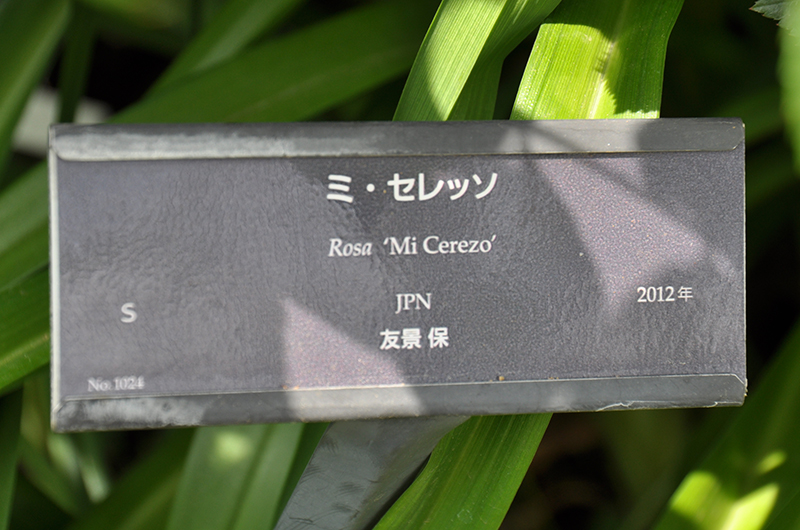 ミ・セレッソ
Rosa ‘Mi Cerezo’
S
JPN
2012年
友景 保
No. 1024